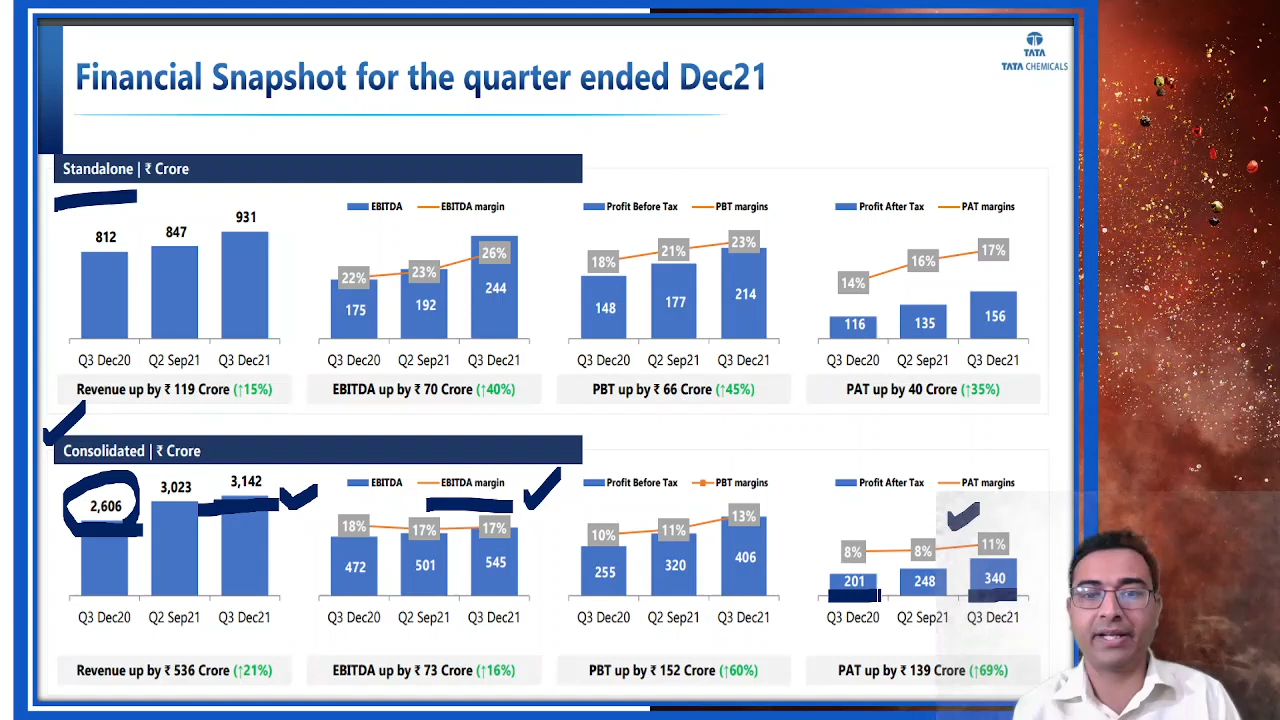 Financial Snapshot for the quarter ended Dec21
TATA
TATA CHEMICALS
Standalone | ₹ Crore
812
847
931
Q3 Dec20 Q2 Sep21 Q3 Dec21
Revenue up by ₹ 119 Crore (↑15%)
EBITDA EBITDA margin
22%
23%
26%
175
192
244
Q3 Dec20 Q2 Sep21 Q3 Dec21
EBITDA up by ₹ 70 Crore (↑40%)
Profit Before Tax PBT margins
18%
21%
23%
148
177
214
Q3 Dec20 Q2 Sep21 Q3 Dec21
PBT up by ₹ 66 Crore (↑45%)
Profit After Tax PAT margins
14%
16%
17%
116
135
156
Q3 Dec20 Q2 Sep21 Q3 Dec21
PAT up by 40 Crore (↑35%)
Consolidated | ₹ Crore
2,606
3,023
3,142
Q3 Dec20 Q2 Sep21 Q3 Dec21
Revenue up by ₹ 536 Crore (↑21%)
EBITDA EBITDA margin
18%
17%
17%
472
501
545
Q3 Dec20 Q2 Sep21 Q3 Dec21
EBITDA up by ₹ 73 Crore (↑16%)
Profit Before Tax PBT margins
10%
11%
13%
255
320
406
Q3 Dec20 Q2 Sep21 Q3 Dec21
PBT up by ₹ 152 Crore (↑60%)
Profit After Tax PAT margins
8%
8%
11%
201
248
340
Q3 Dec20 Q2 Sep21 Q3 Dec21
PAT up by ₹ 139 Crore (↑69%)